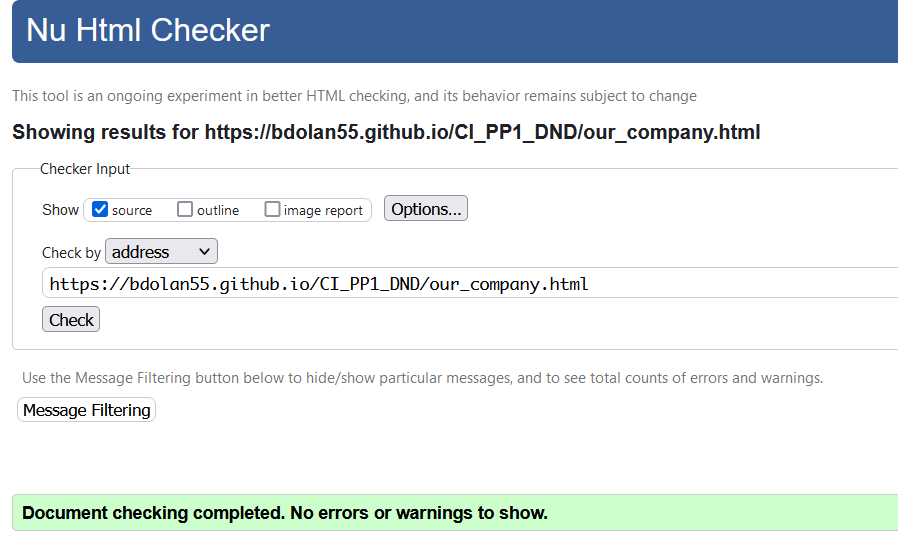 Nu Html Checker
This tool is an ongoing experiment in better HTML checking, and its behavior remains subject to change
Showing results for https://bdolan55.github.io/CI_PP1_DND/our_company.html
Checker Input
Show source outline image report Options...
Check by address
https://bdolan55.github.io/CI_PP1_DND/our_company.html
Check
Use the Message Filtering button below to hide/show particular messages, and to see total counts of errors and warnings.
Message Filtering
Document checking completed. No errors or warnings to show.